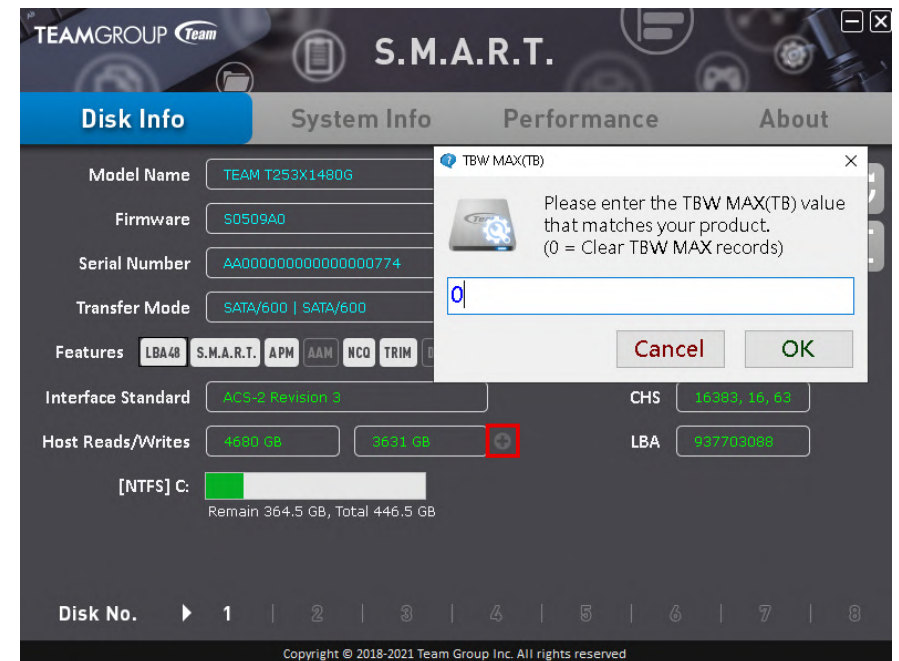 TEAMGROUP Team
S.M.A.R.T.
Disk Info System Info Performance About
TBW MAX(TB)
Please enter the TBW MAX(TB) value
that matches your product.
(0 = Clear TBW MAX records)
0
Cancel OK
Model Name TEAM T253X1480G
Firmware S0509A0
Serial Number AA000000000000000774
Transfer Mode SATA/600 | SATA/600
Features LBA48 S.M.A.R.T. APM AAM NCQ TRIM
Interface Standard ACS-2 Revision 3 CHS 16383, 16, 63
Host Reads/Writes 4680 GB 3631 GB LBA 937703088
[NTFS] C:
Remain 364.5 GB, Total 446.5 GB
Disk No. 1 | 2 | 3 | 4 | 5 | 6 | 7 | 8
Copyright © 2018-2021 Team Group Inc. All rights reserved